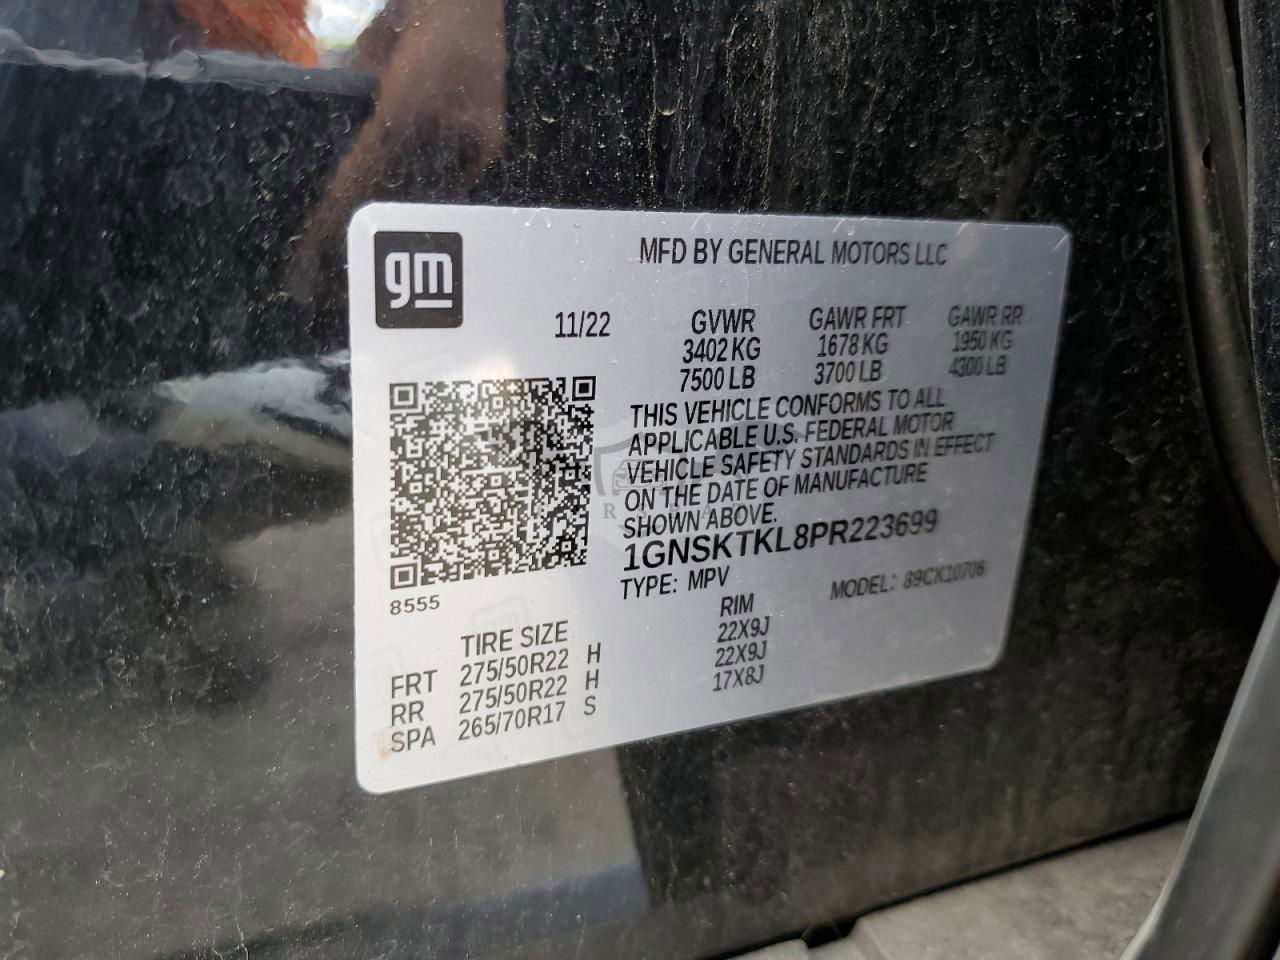 gm
MFD BY GENERAL MOTORS LLC
11/22 GVWR GAWR FRT GAWR RR
3402 KG 1678 KG 1950 KG
7500 LB 3700 LB 4300 LB
THIS VEHICLE CONFORMS TO ALL
APPLICABLE U.S. FEDERAL MOTOR
VEHICLE SAFETY STANDARDS IN EFFECT
ON THE DATE OF MANUFACTURE
SHOWN ABOVE.
1GNSKTKL8PR223699
TYPE: MPV MODEL: 89CK10706
8555
TIRE SIZE RIM
FRT 275/50R22 H 22X9J
RR 275/50R22 H 22X9J
SPA 265/70R17 S 17X8J